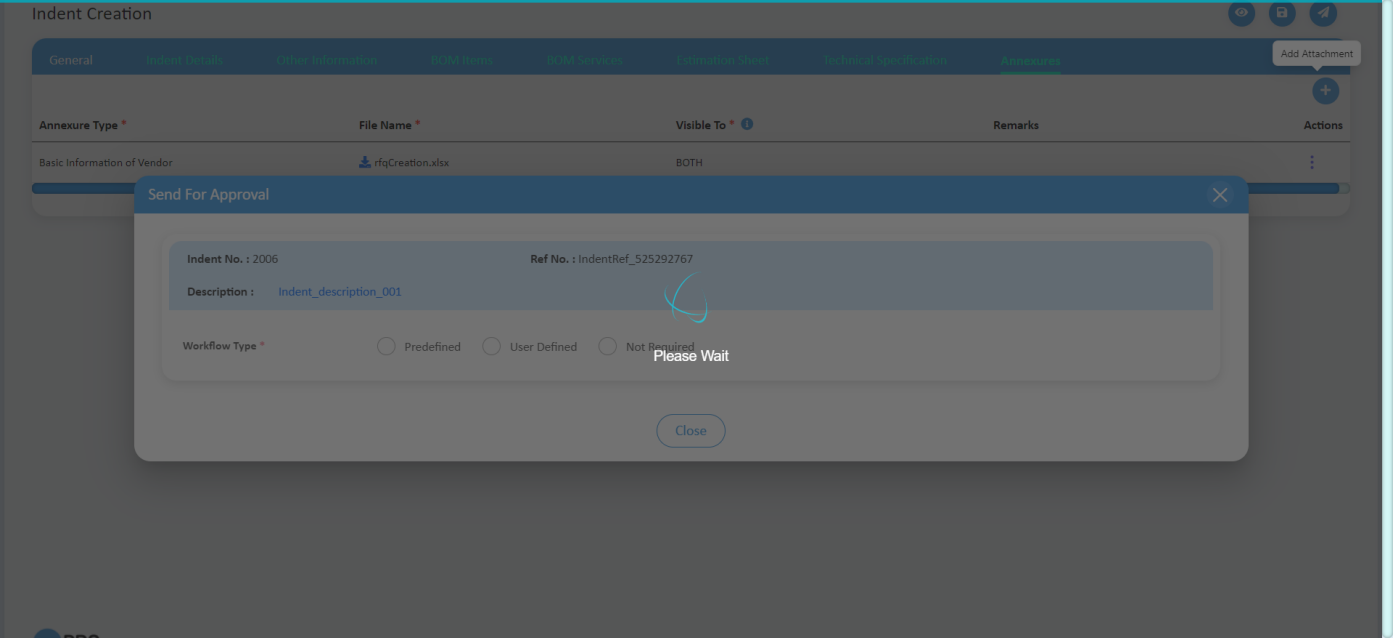 Indent Creation
Add Attachment
General Indent Details Other Information BOM Items BOM Services Estimation Sheet Technical Specification Annexures
Annexure Type * File Name * Visible To * Remarks Actions
Basic Information of Vendor rfqCreation.xlsx BOTH
Send For Approval
Indent No. : 2006 Ref No. : IndentRef_525292767
Description : Indent_description_001
Workflow Type * Predefined User Defined Not Required
Please Wait
Close